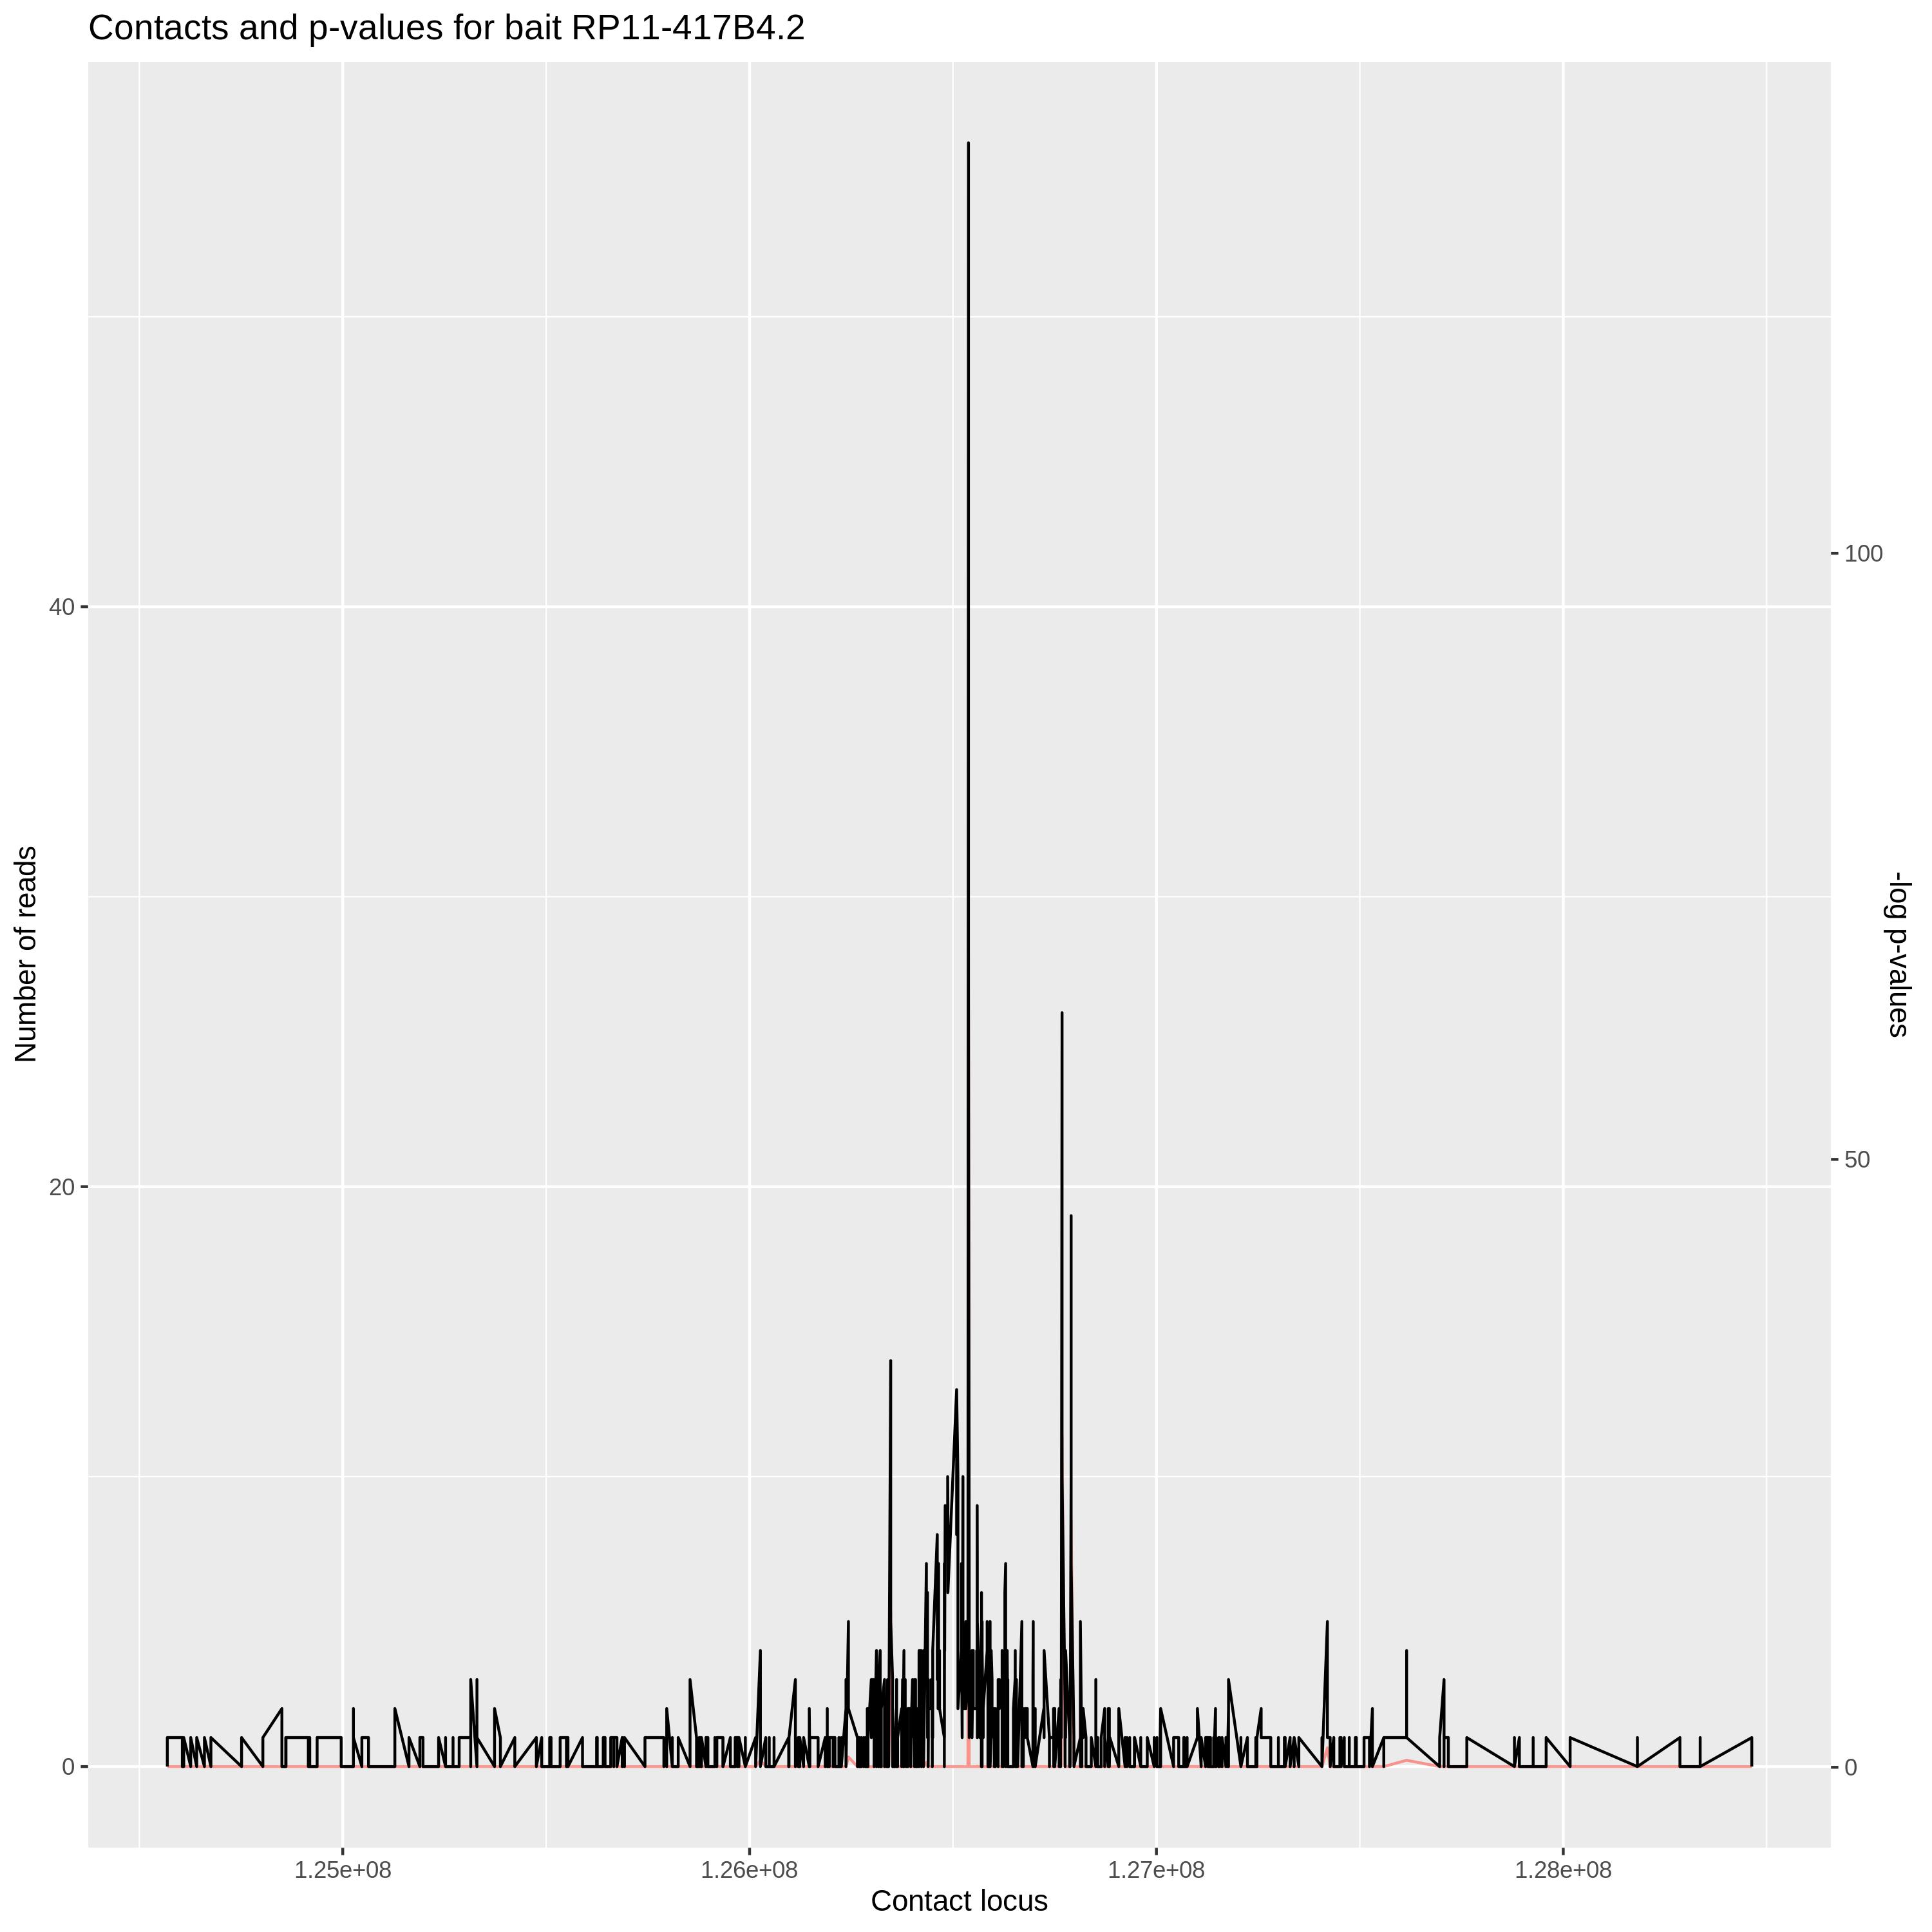 Contacts and p-values for bait RP11-417B4.2
Number of reads
40
20
0
100
50
0
-log p-values
1.25e+08
1.26e+08
1.27e+08
1.28e+08
Contact locus